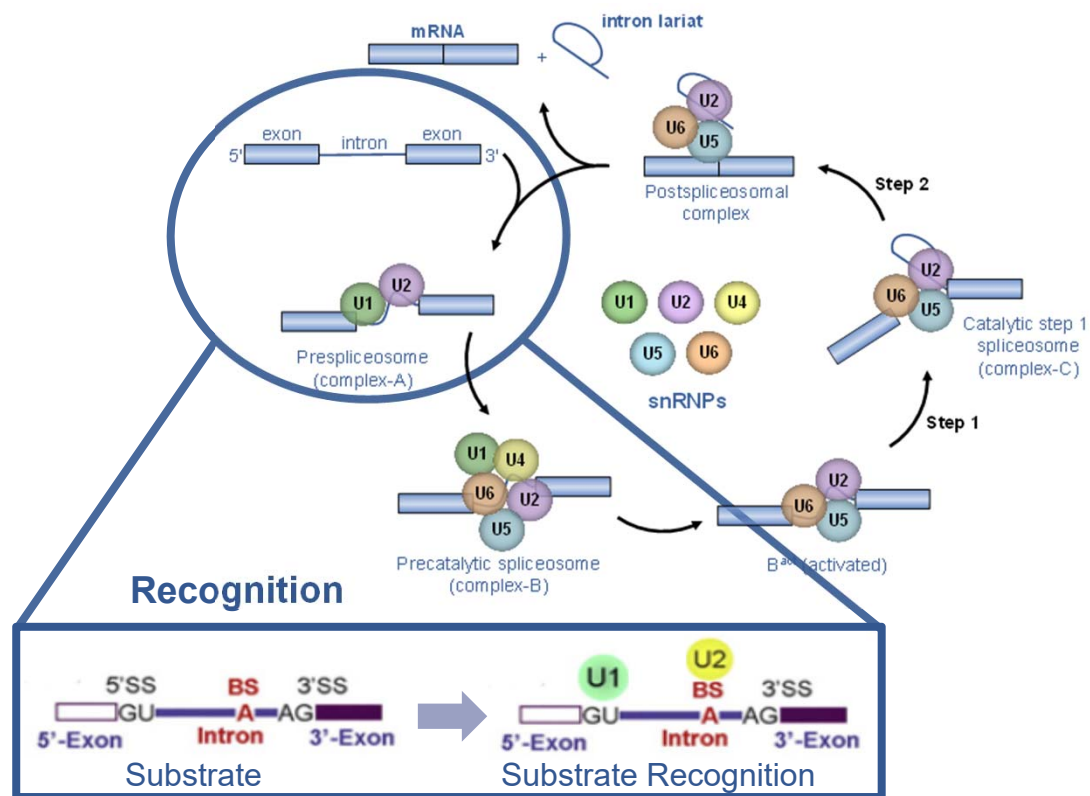 mRNA
+
intron lariat
5'
exon
intron
exon
3'
U2
U6
U5
Postspliceosomal
complex
Step 2
U1
U2
Prespliceosome
(complex-A)
U1
U2
U4
U5
U6
snRNPs
U2
U6
U5
Catalytic step 1
spliceosome
(complex-C)
Step 1
U1
U4
U6
U2
U5
Precatalytic spliceosome
(complex-B)
U2
U6
U5
(activated)
Recognition
5'SS
BS
3'SS
GU
A
AG
5'-Exon
Intron
3'-Exon
Substrate
U1
U2
BS
3'SS
GU
A
AG
5'-Exon
Intron
3'-Exon
Substrate Recognition